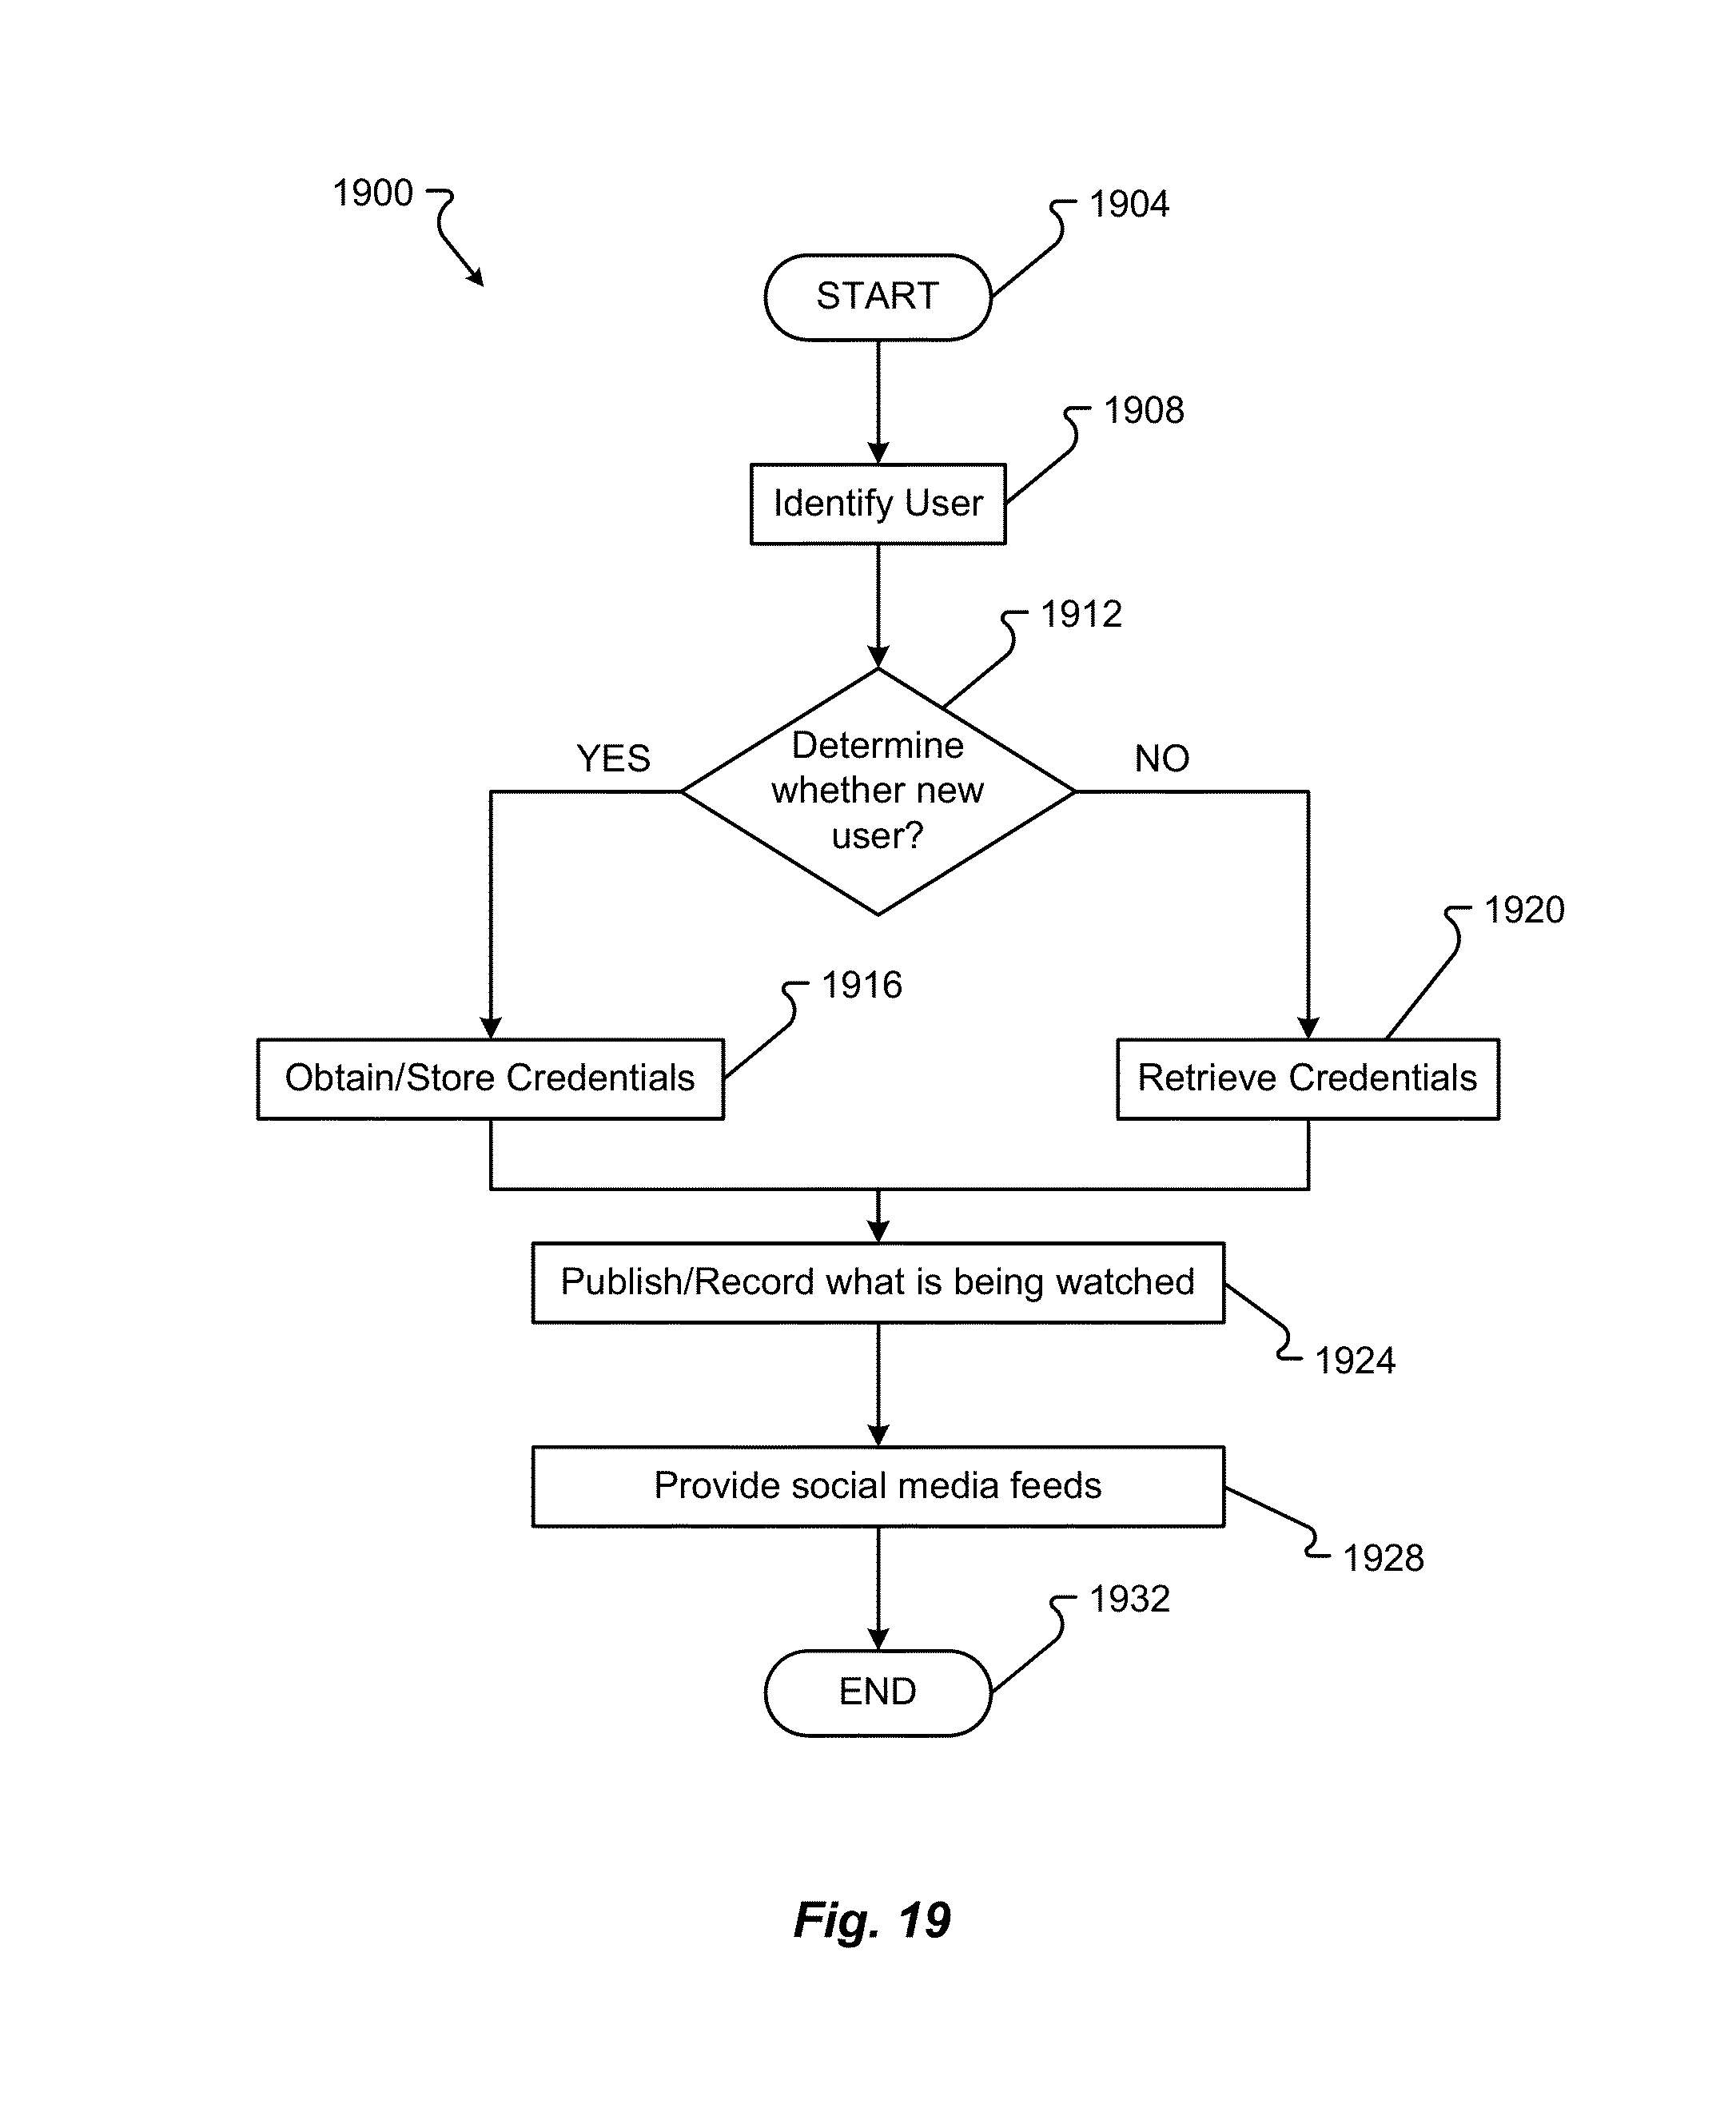 1900
1904
START
1908
Identify User
1912
YES
Determine
whether new
user?
NO
1920
1916
Obtain/Store Credentials
Retrieve Credentials
Publish/Record what is being watched
1924
Provide social media feeds
1928
1932
END
Fig. 19